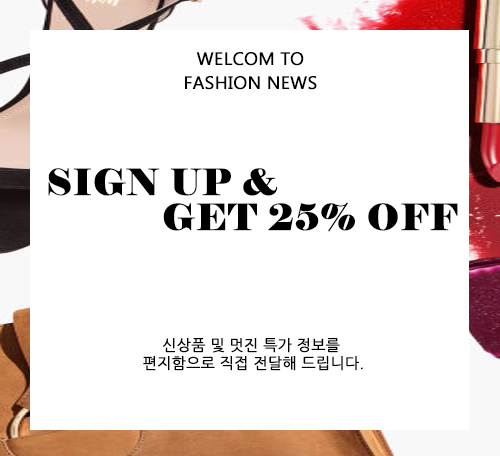 WELCOM TO
FASHION NEWS
SIGN UP &
GET 25% OFF
신상품 및 멋진 특가 정보를
편지함으로 직접 전달해 드립니다.